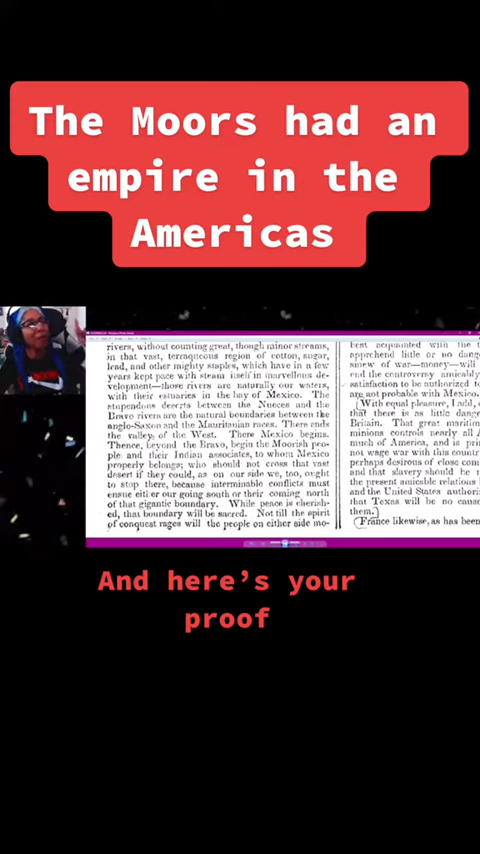 The Moors had an
empire in the
Americas
rivers, without counting great, though minor streams,
in that vast, terraqueous region of cotton, sugar,
lead, and other mighty staples, which have in a few
years kept pace with steam itself in marvellous de-
velopment—those rivers are naturally our waters,
with their estuaries in the bay of Mexico. The
stupendous deserts between the Nueces and the
Bravo rivers are the natural boundaries between the
anglo-Saxon and the Mauritanian races. There ends
the valley of the West. There Mexico begins.
Thence, beyond the Bravo, begin the Moorish peo-
ple and their Indian associates, to whom Mexico
properly belongs; who should not cross that vast
desert if they could, as on our side we, too, ought
to stop there, because interminable conflicts must
ensue either our going south or their coming north
of that gigantic boundary. While peace is cherish-
ed, that boundary will be sacred. Not till the spirit
of conquest rages will the people on either side mo-
best acquainted with the
apprehend little or no dang
sinew of war—money—will
end the controversy amicably
satisfaction to be authorized to
are not probable with Mexico.
(With equal pleasure, I add,
that there is as little dange
Britain. That great maritim
minions controls nearly all
much of America, and is pri
not wage war with this countr
perhaps desirous of close com
the present amicable relations
and the United States authori
that slavery should be
that Texas will be no cause
them.)
(France likewise, as has been
And here's your
proof